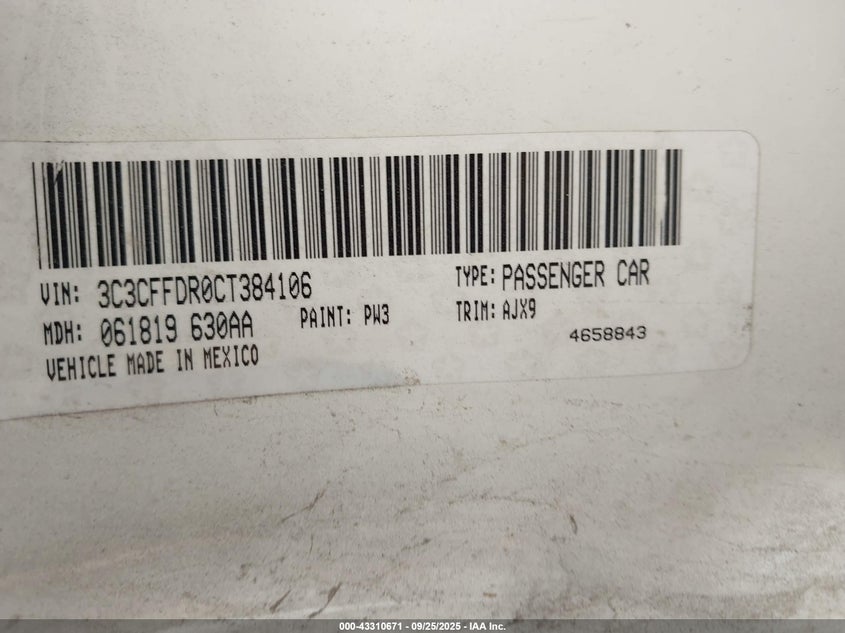 VIN: 3C3CFFDR0CT384106
TYPE: PASSENGER CAR
MDH: 061819 630AA
PAINT: PW3
TRIM: AJX9
VEHICLE MADE IN MEXICO
4658843
000-43310671 - 09/25/2025 - IAA Inc.